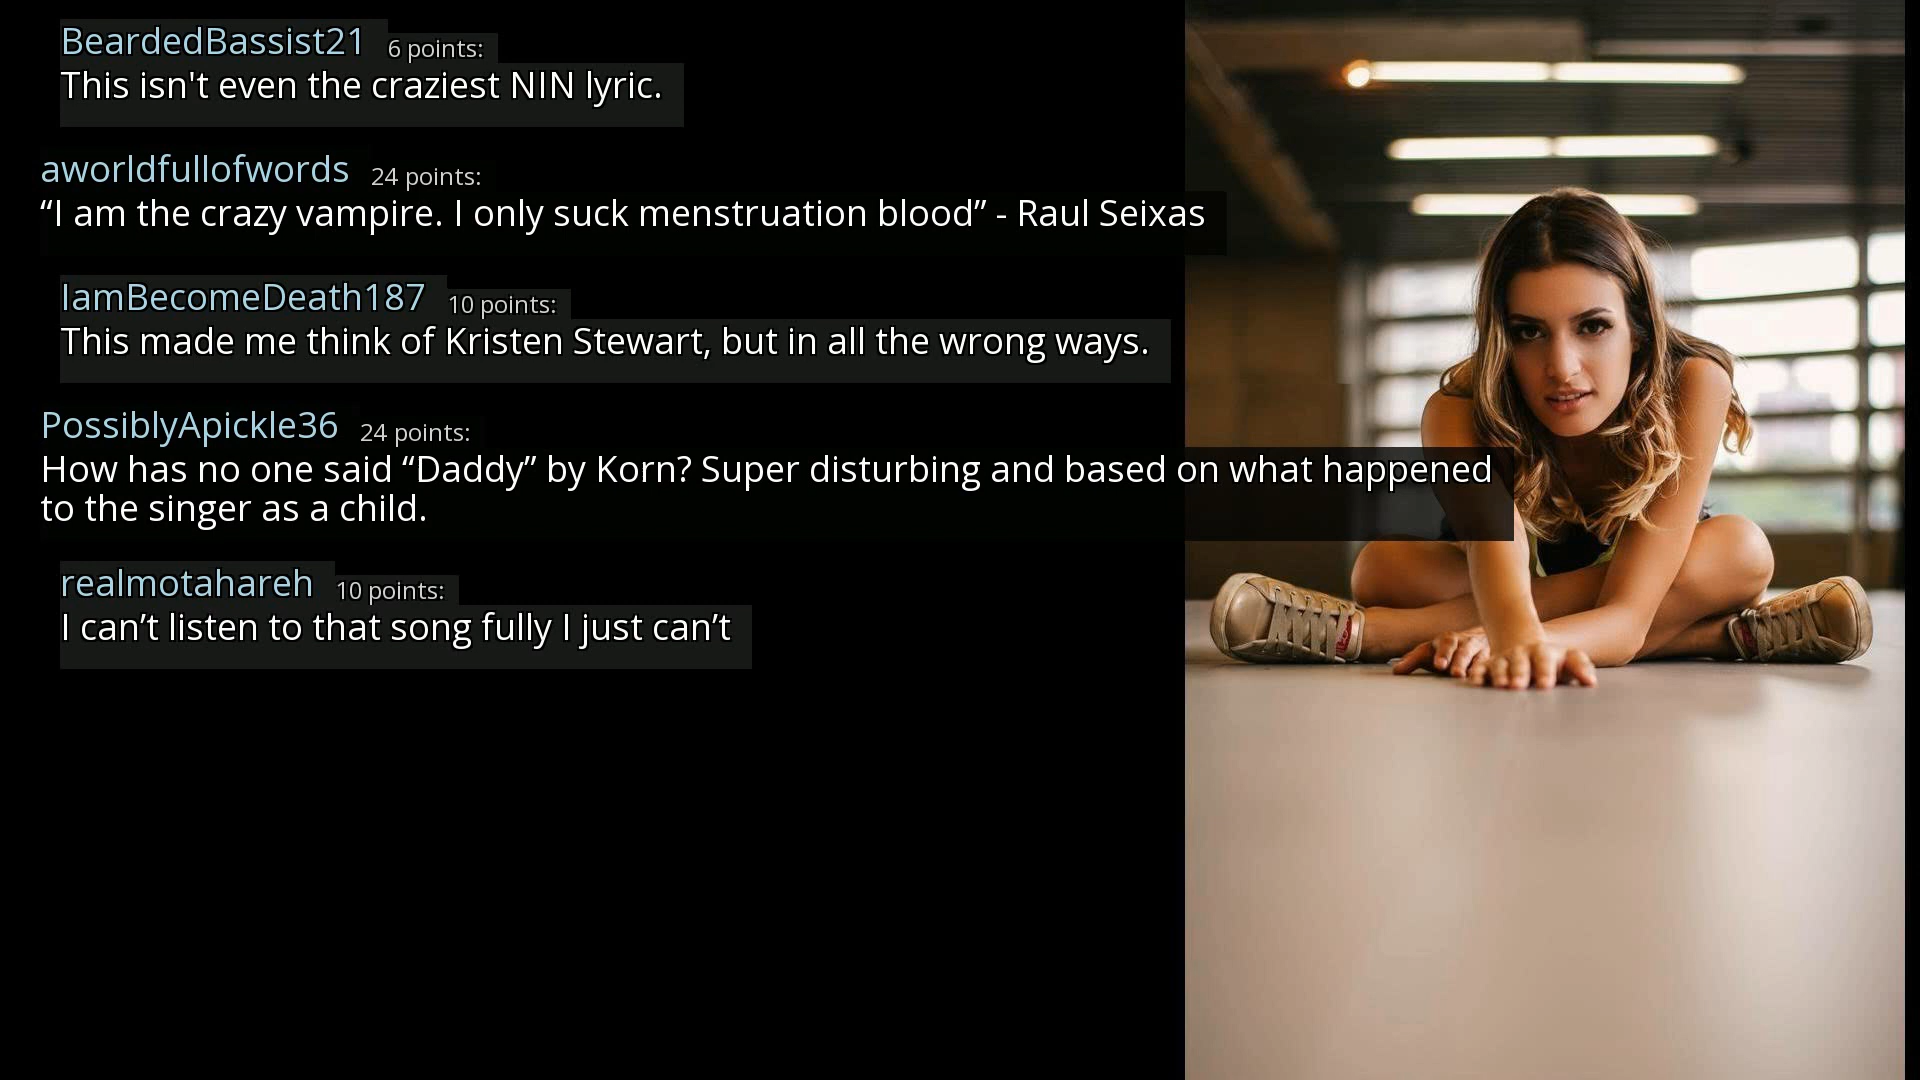 BeardedBassist21 6 points:
This isn't even the craziest NIN lyric.
aworldfullofwords 24 points:
“I am the crazy vampire. I only suck menstruation blood” - Raul Seixas
IamBecomeDeath187 10 points:
This made me think of Kristen Stewart, but in all the wrong ways.
PossiblyApickle36 24 points:
How has no one said “Daddy” by Korn? Super disturbing and based on what happened
to the singer as a child.
realmotahareh 10 points:
I can’t listen to that song fully I just can’t